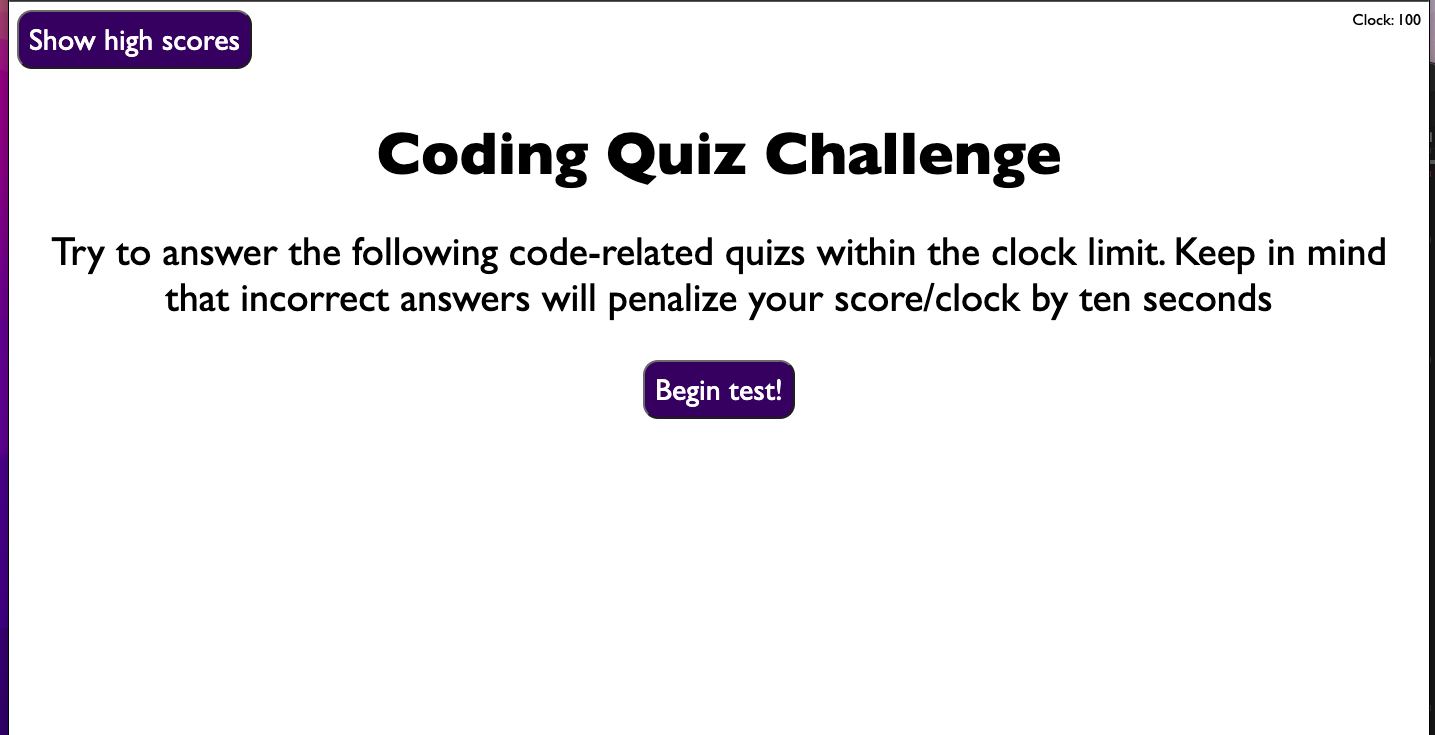 Show high scores
Clock: 100
Coding Quiz Challenge
Try to answer the following code-related quizs within the clock limit. Keep in mind
that incorrect answers will penalize your score/clock by ten seconds
Begin test!